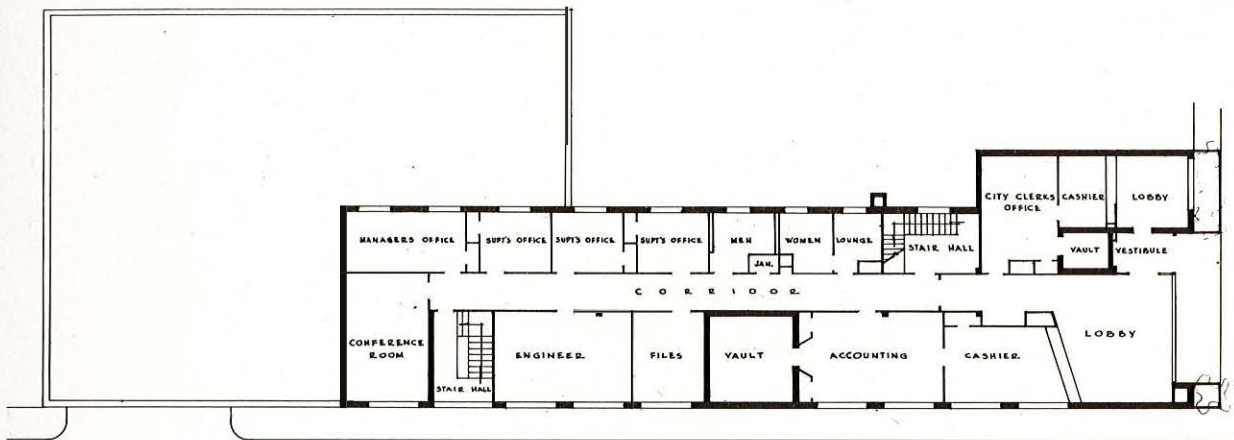 CITY CLERKS
OFFICE
CASHIER
LOBBY
MANAGERS OFFICE
SUPT'S OFFICE
SUPT'S OFFICE
SUPT'S OFFICE
MEN
WOMEN
LOUNGE
STAIR HALL
VAULT
VESTIBULE
JAN.
CORRIDOR
CONFERENCE
ROOM
STAIR HALL
ENGINEER
FILES
VAULT
ACCOUNTING
CASHIER
LOBBY